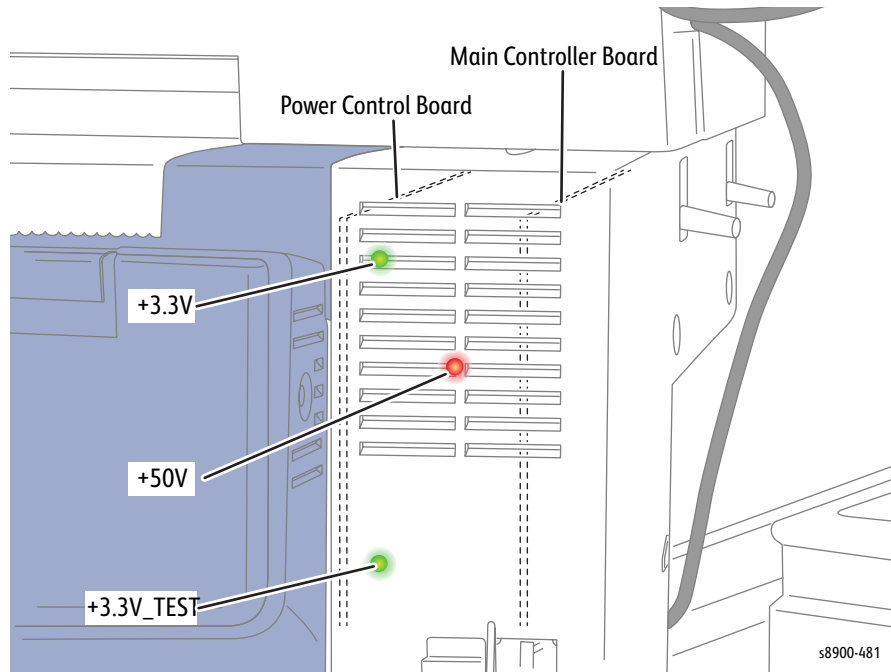 Main Controller Board
Power Control Board
+3.3V
+50V
+3.3V_TEST
s8900-481